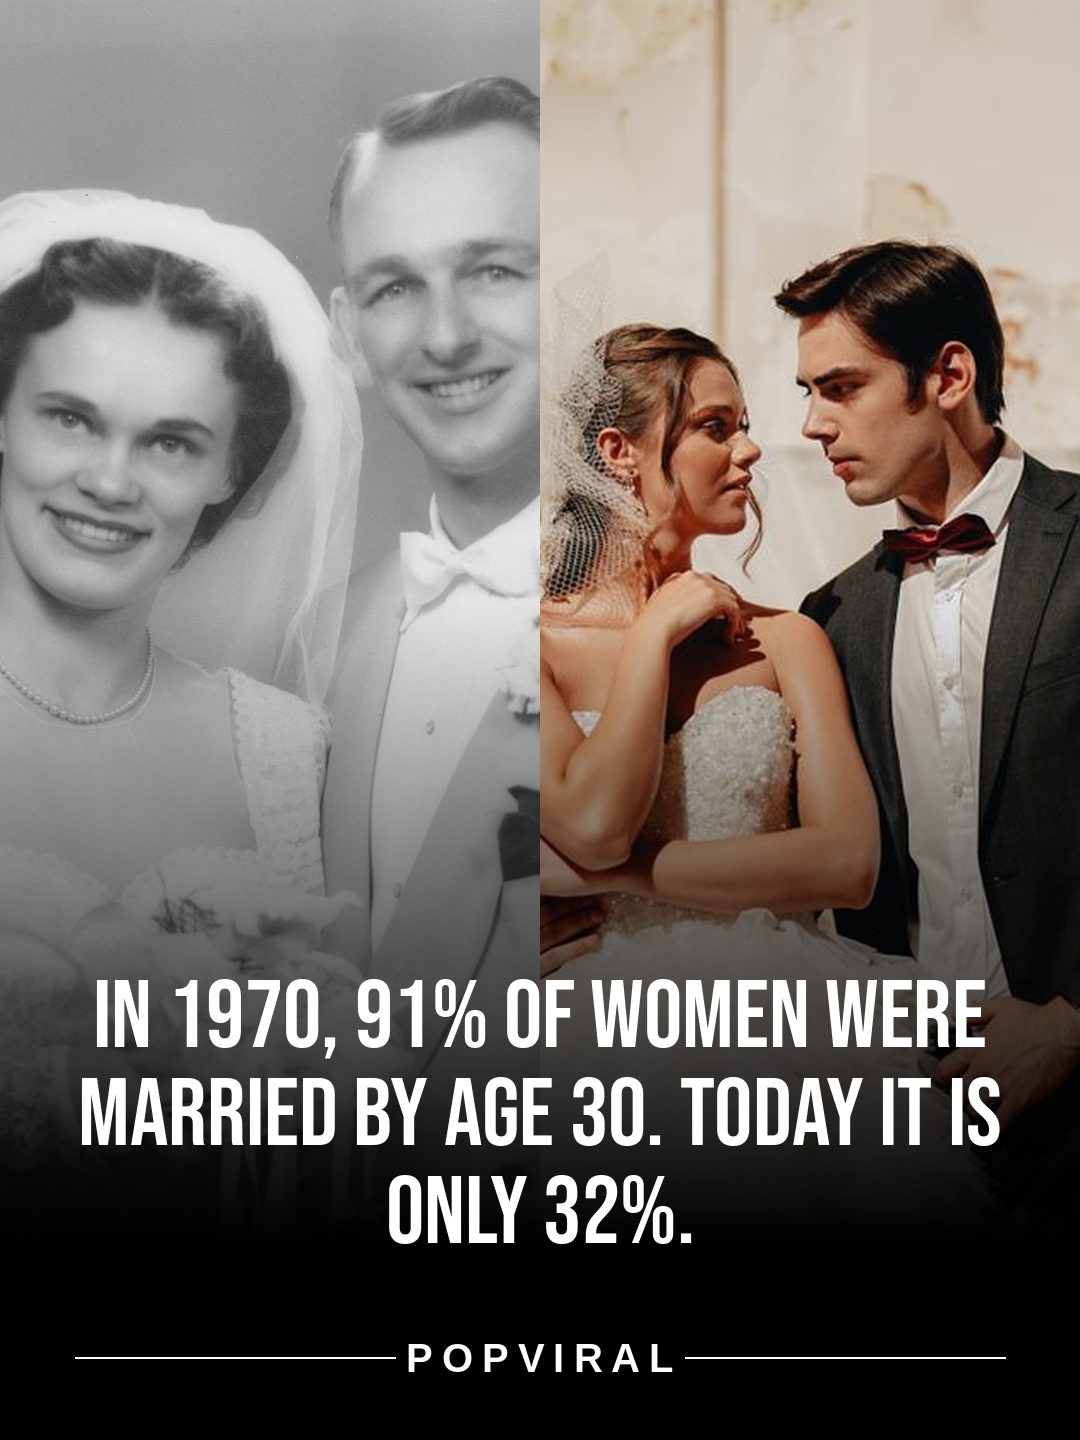 IN 1970, 91% OF WOMEN WERE
MARRIED BY AGE 30. TODAY IT IS
ONLY 32%.
POPVIRAL